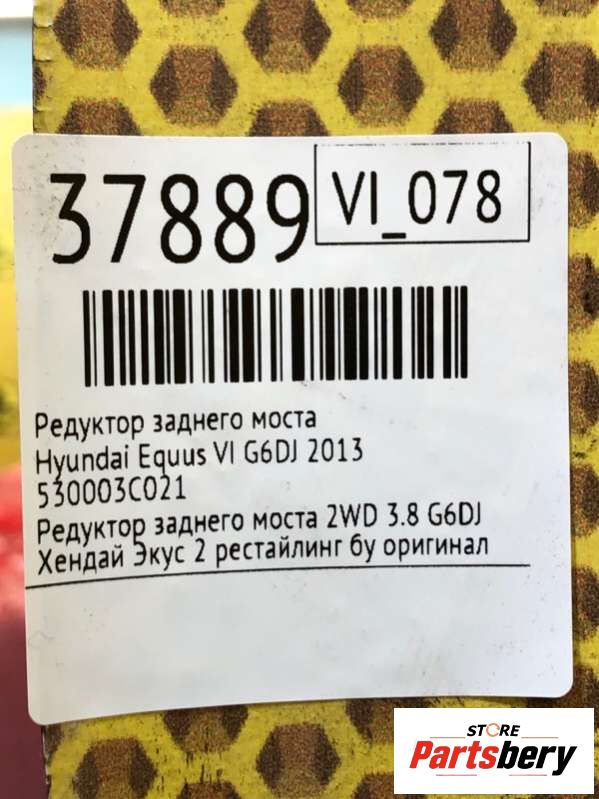 37889
VI_078
Редуктор заднего моста
Hyundai Equus VI G6DJ 2013
530003C021
Редуктор заднего моста 2WD 3.8 G6DJ
Хендай Экус 2 рестайлинг бу оригинал
STORE
Partsbery